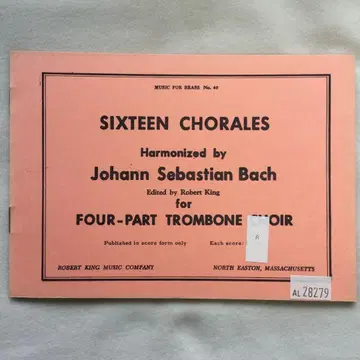 MUSIC FOR BRASS No. 40
SIXTEEN CHORALES
Harmonized by
Johann Sebastian Bach
Edited by Robert King
for
FOUR-PART TROMBONE CHOIR
Published in score form only Each score:
ROBERT KING MUSIC COMPANY NORTH EASTON, MASSACHUSETTS
AL 28279